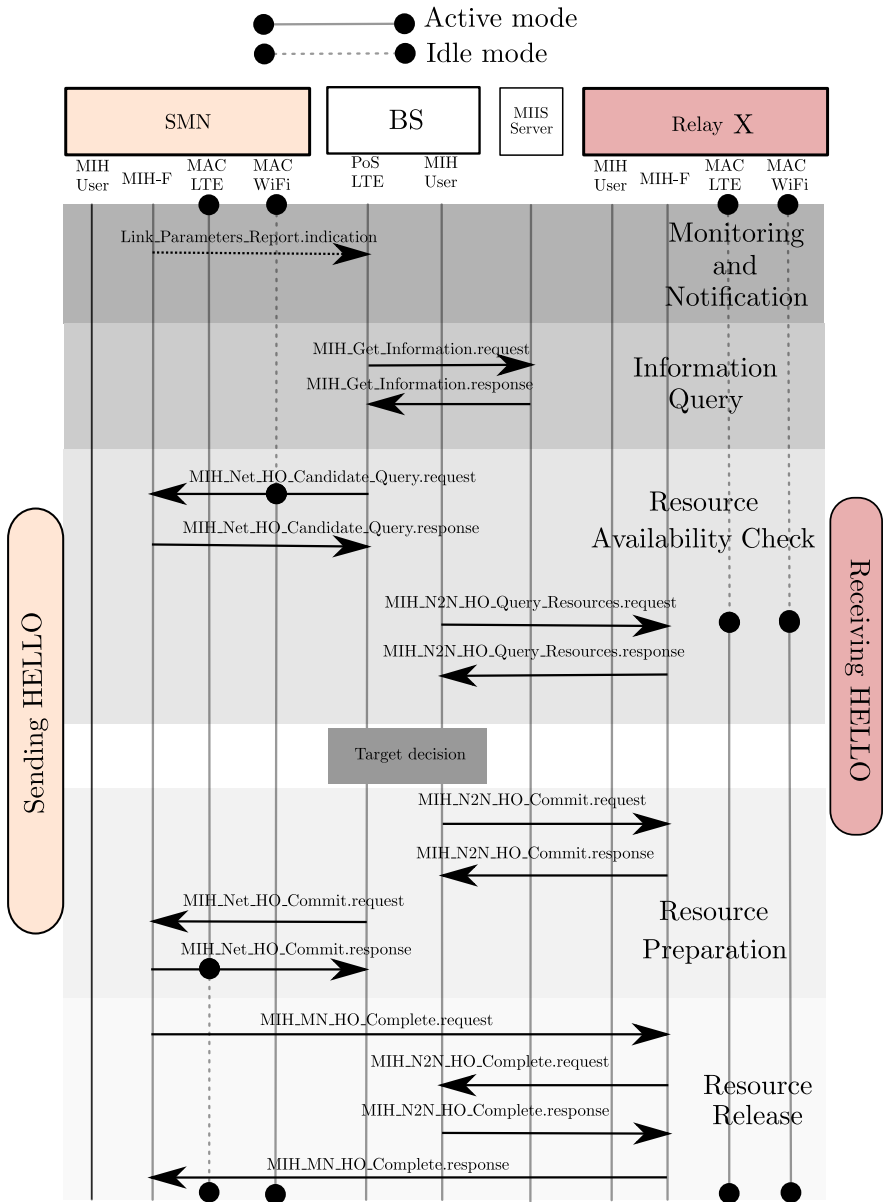 Active mode
Idle mode
SMN
BS
MIIS
Server
Relay X
MIH
User
MIH-F
MAC
LTE
MAC
WiFi
PoS
LTE
MIH
User
MIH
User
MIH-F
MAC
LTE
MAC
WiFi
Link_Parameters_Report.indication
Monitoring
and
Notification
MIH_Get_Information.request
MIH_Get_Information.response
Information
Query
MIH_Net_HO_Candidate_Query.request
MIH_Net_HO_Candidate_Query.response
Resource
Availability Check
MIH_N2N_HO_Query_Resources.request
MIH_N2N_HO_Query_Resources.response
Sending HELLO
Receiving HELLO
Target decision
MIH_N2N_HO_Commit.request
MIH_N2N_HO_Commit.response
MIH_Net_HO_Commit.request
MIH_Net_HO_Commit.response
Resource
Preparation
MIH_MN_HO_Complete.request
MIH_N2N_HO_Complete.request
MIH_N2N_HO_Complete.response
Resource
Release
MIH_MN_HO_Complete.response